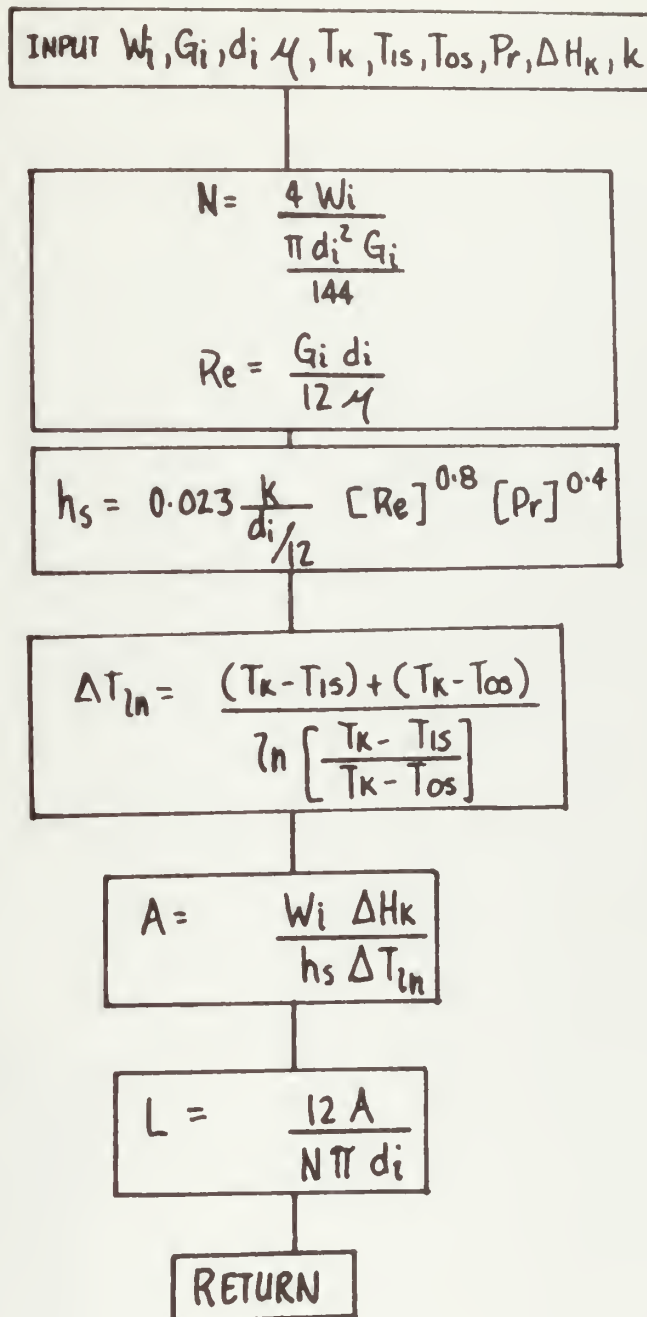 INPUT Wi, Gi, di μ, TK, TIS, TOS, Pr, ΔHK, k
N = 4 Wi / (π di² Gi / 144)
Re = Gi di / 12 μ
hs = 0.023 k / (di/12) [Re]^0.8 [Pr]^0.4
ΔTln = (TK - TIS) + (TK - TOS) / ln [TK - TIS / TK - TOS]
A = Wi ΔHK / hs ΔTln
L = 12 A / N π di
RETURN